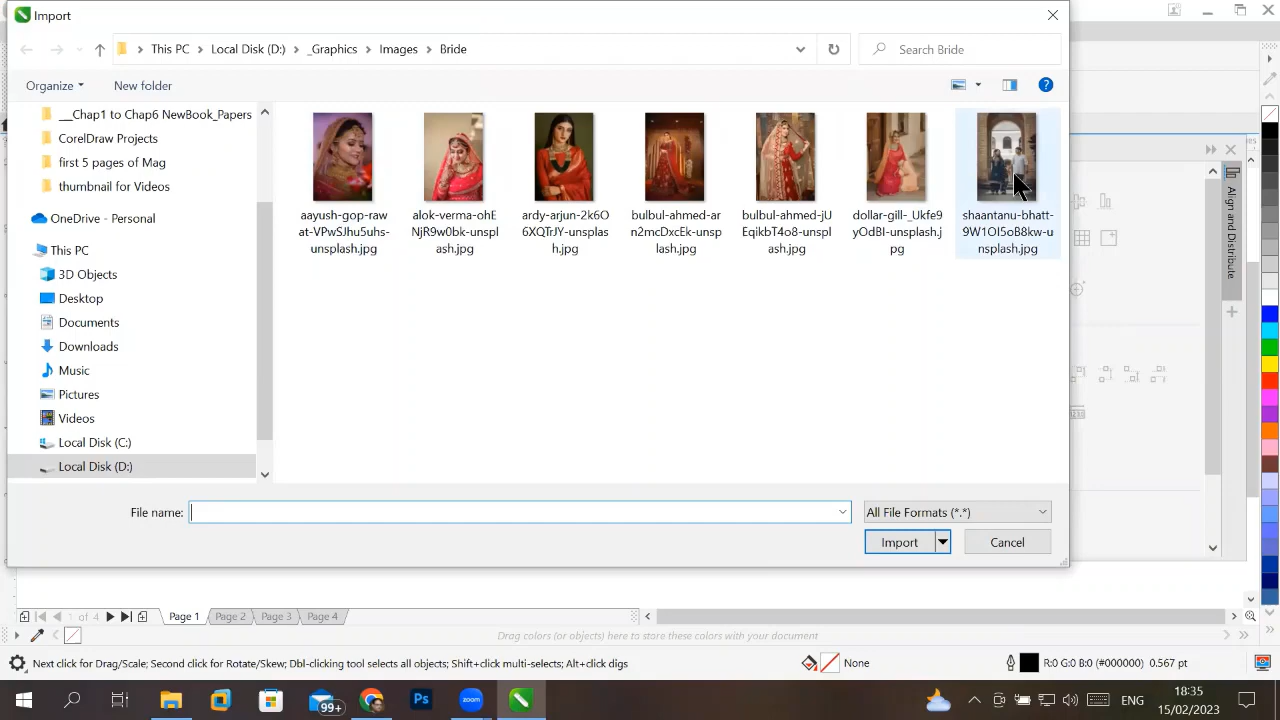 Import
This PC > Local Disk (D:) > _Graphics > Images > Bride
Search Bride
Organize
New folder
__Chap1 to Chap6 NewBook_Papers
CorelDraw Projects
first 5 pages of Mag
thumbnail for Videos
OneDrive - Personal
This PC
3D Objects
Desktop
Documents
Downloads
Music
Pictures
Videos
Local Disk (C:)
Local Disk (D:)
aayush-gop-raw
at-VPwSJhu5uhs-
unsplash.jpg
alok-verma-ohE
NjR9w0bk-unspl
ash.jpg
ardy-arjun-2k6O
6XQTrJY-unsplas
h.jpg
bulbul-ahmed-ar
n2mcDxcEk-unsp
lash.jpg
bulbul-ahmed-jU
EqikbT4o8-unspl
ash.jpg
dollar-gill-_Ukfe9
yOdBI-unsplash.j
pg
shaantanu-bhatt-
9W1OI5oB8kw-u
nsplash.jpg
Align and Distribute
File name:
All File Formats (*.*)
Import
Cancel
1 of 4
Page 1
Page 2
Page 3
Page 4
Drag colors (or objects) here to store these colors with your document
Next click for Drag/Scale; Second click for Rotate/Skew; Dbl-clicking tool selects all objects; Shift+click multi-selects; Alt+click digs
None
R:0 G:0 B:0 (#000000) 0.567 pt
99+
Ps
zoom
ENG
18:35
15/02/2023